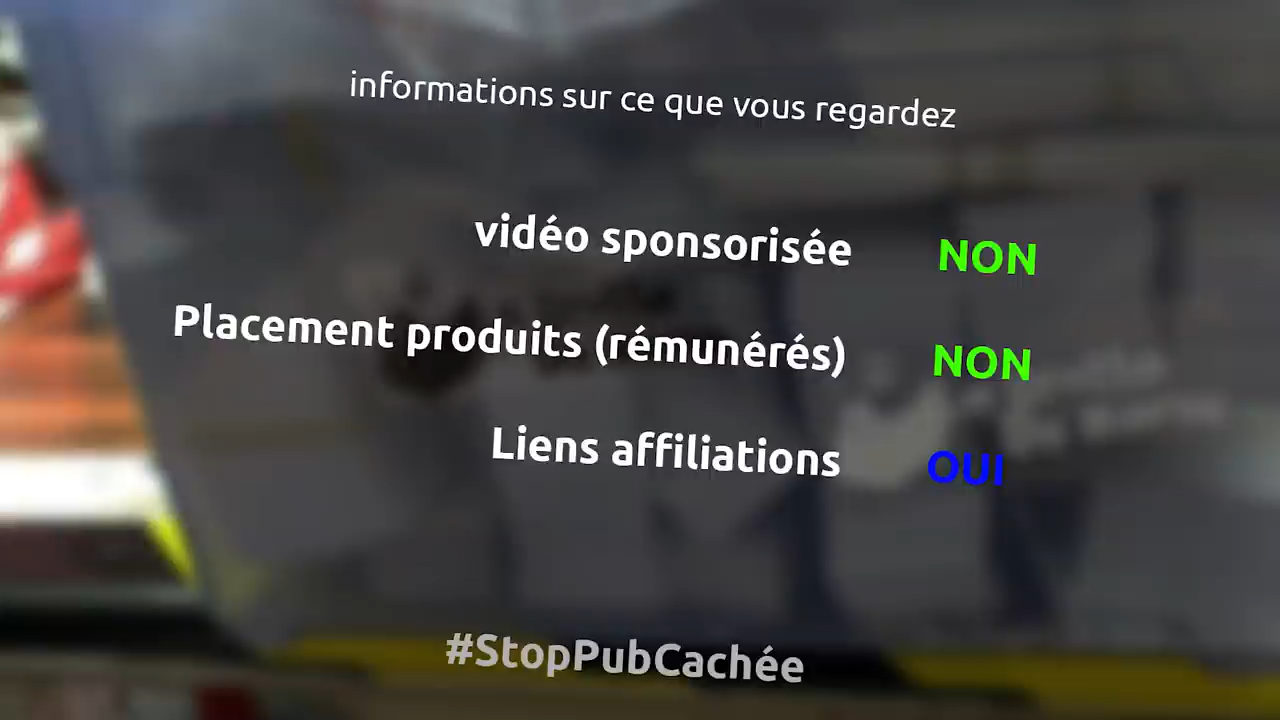 informations sur ce que vous regardez
vidéo sponsorisée NON
Placement produits (rémunérés) NON
Liens affiliations OUI
#StopPubCachée